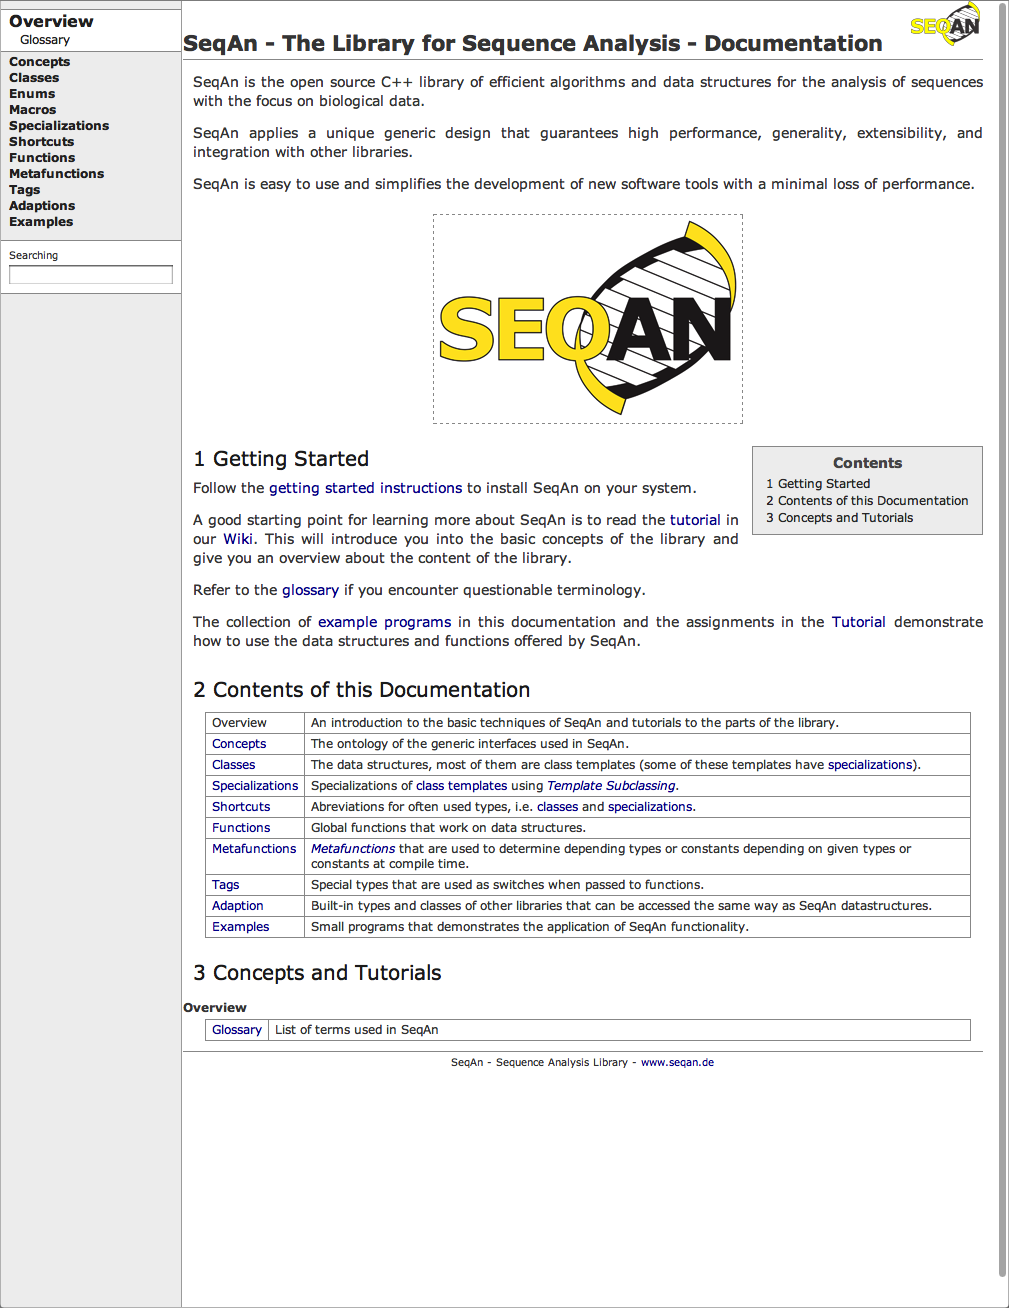 Overview
Glossary
Concepts
Classes
Enums
Macros
Specializations
Shortcuts
Functions
Metafunctions
Tags
Adaptions
Examples
Searching
SEQAN
SeqAn - The Library for Sequence Analysis - Documentation
SeqAn is the open source C++ library of efficient algorithms and data structures for the analysis of sequences
with the focus on biological data.
SeqAn applies a unique generic design that guarantees high performance, generality, extensibility, and
integration with other libraries.
SeqAn is easy to use and simplifies the development of new software tools with a minimal loss of performance.
SEQAN
1 Getting Started
Follow the getting started instructions to install SeqAn on your system.
A good starting point for learning more about SeqAn is to read the tutorial in
our Wiki. This will introduce you into the basic concepts of the library and
give you an overview about the content of the library.
Refer to the glossary if you encounter questionable terminology.
The collection of example programs in this documentation and the assignments in the Tutorial demonstrate
how to use the data structures and functions offered by SeqAn.
Contents
1 Getting Started
2 Contents of this Documentation
3 Concepts and Tutorials
2 Contents of this Documentation
Overview An introduction to the basic techniques of SeqAn and tutorials to the parts of the library.
Concepts The ontology of the generic interfaces used in SeqAn.
Classes The data structures, most of them are class templates (some of these templates have specializations).
Specializations Specializations of class templates using Template Subclassing.
Shortcuts Abreviations for often used types, i.e. classes and specializations.
Functions Global functions that work on data structures.
Metafunctions Metafunctions that are used to determine depending types or constants depending on given types or
constants at compile time.
Tags Special types that are used as switches when passed to functions.
Adaption Built-in types and classes of other libraries that can be accessed the same way as SeqAn datastructures.
Examples Small programs that demonstrates the application of SeqAn functionality.
3 Concepts and Tutorials
Overview
Glossary List of terms used in SeqAn
SeqAn - Sequence Analysis Library - www.seqan.de